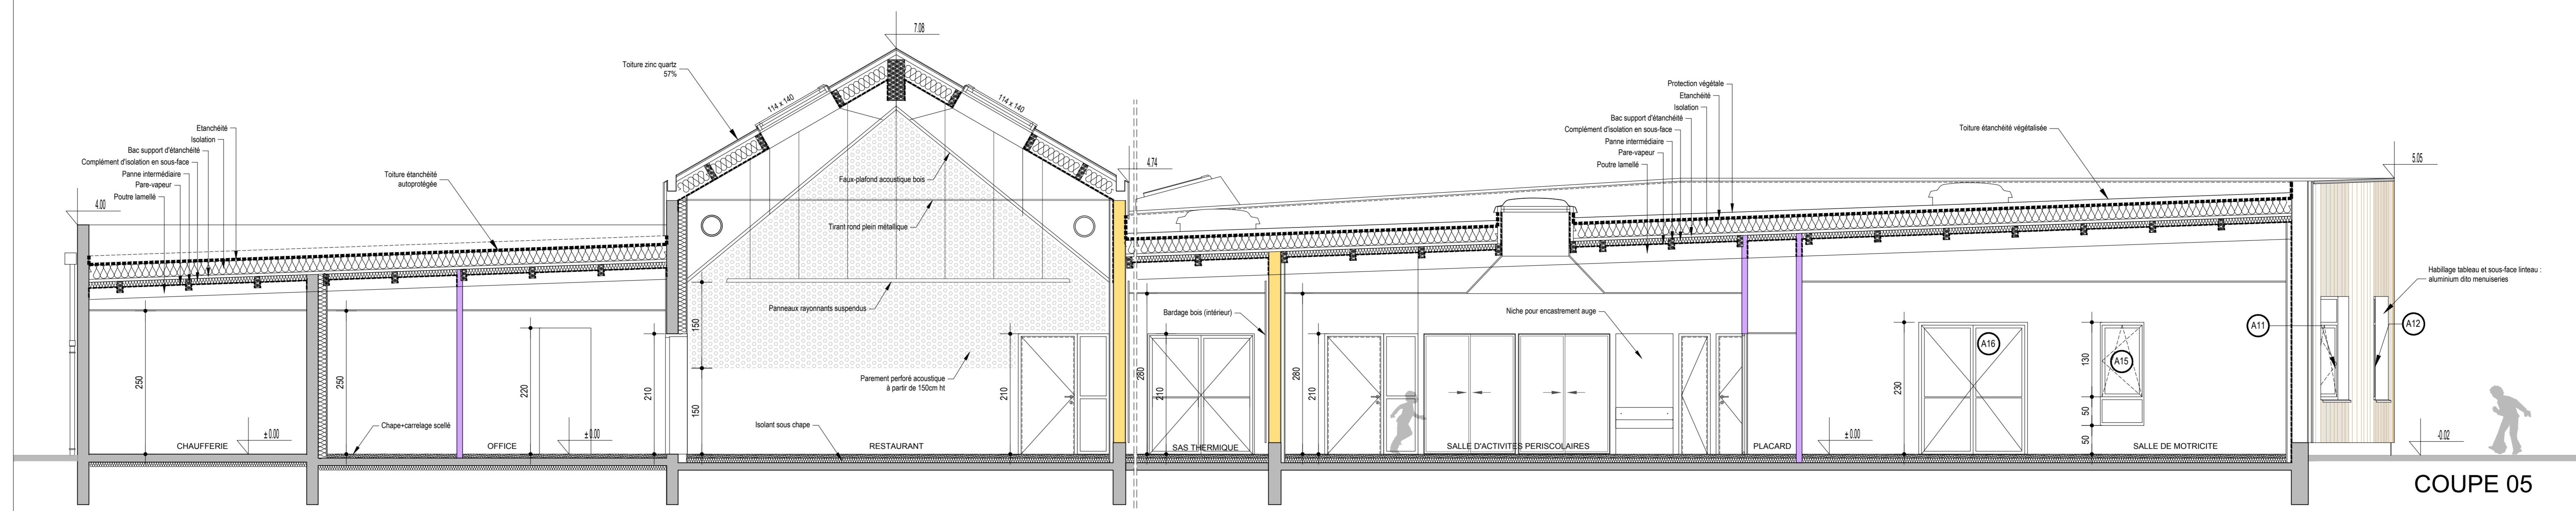 7.08
Toiture zinc quartz
57%
114 x 140
114 x 140
Etanchéité
Isolation
Bac support d'étanchéité
Complément d'isolation en sous-face
Panne intermédiaire
Pare-vapeur
Poutre lamellé
4.00
Toiture étanchéité
autoprotégée
Faux-plafond acoustique bois
Tirant rond plein métallique
Panneaux rayonnants suspendus
Parement perforé acoustique
à partir de 150cm ht
4.74
Protection végétale
Etanchéité
Isolation
Bac support d'étanchéité
Complément d'isolation en sous-face
Panne intermédiaire
Pare-vapeur
Poutre lamellé
Toiture étanchéité végétalisée
5.05
Habillage tableau et sous-face linteau :
aluminium dito menuiseries
Bardage bois (intérieur)
Niche pour encastrement auge
A11
A12
A16
A15
250
250
220
210
150
150
210
280
210
280
210
230
130
50
50
Chape+carrelage scellé
Isolant sous chape
CHAUFFERIE
± 0.00
OFFICE
± 0.00
RESTAURANT
SAS THERMIQUE
SALLE D'ACTIVITES PERISCOLAIRES
PLACARD
± 0.00
SALLE DE MOTRICITE
-0.02
COUPE 05